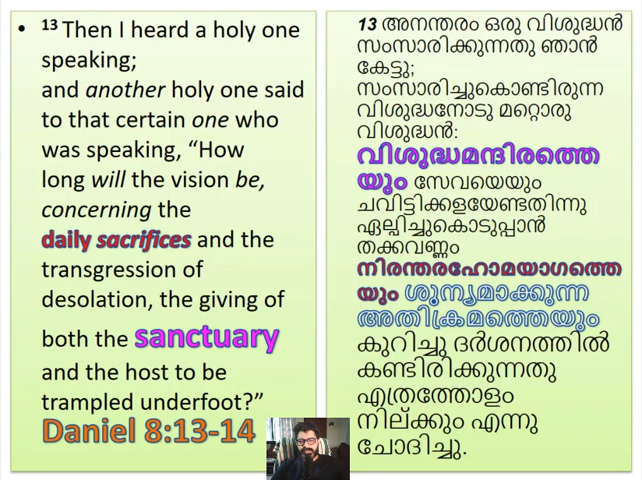 • 13 Then I heard a holy one
speaking;
and another holy one said
to that certain one who
was speaking, “How
long will the vision be,
concerning the
daily sacrifices and the
transgression of
desolation, the giving of
both the sanctuary
and the host to be
trampled underfoot?”
Daniel 8:13-14
13 അനന്തരം ഒരു വിശുദ്ധൻ
സംസാരിക്കുന്നതു ഞാൻ
കേട്ടു;
സംസാരിച്ചുകൊണ്ടിരുന്ന
വിശുദ്ധനോടു മറ്റൊരു
വിശുദ്ധൻ:
വിശുദ്ധമന്ദിരത്തെ
യും സേവയെയും
ചവിട്ടിക്കളയേണ്ടതിന്നു
ഏല്പിച്ചുകൊടുപ്പാൻ
തക്കവണ്ണം
നിരന്തരഹോമയാഗത്തെ
യും ശൂന്യമാക്കുന്ന
അതിക്രമത്തെയും
കുറിച്ചു ദർശനത്തിൽ
കണ്ടിരിക്കുന്നതു
എത്രത്തോളം
നില്ക്കും എന്നു
ചോദിച്ചു.